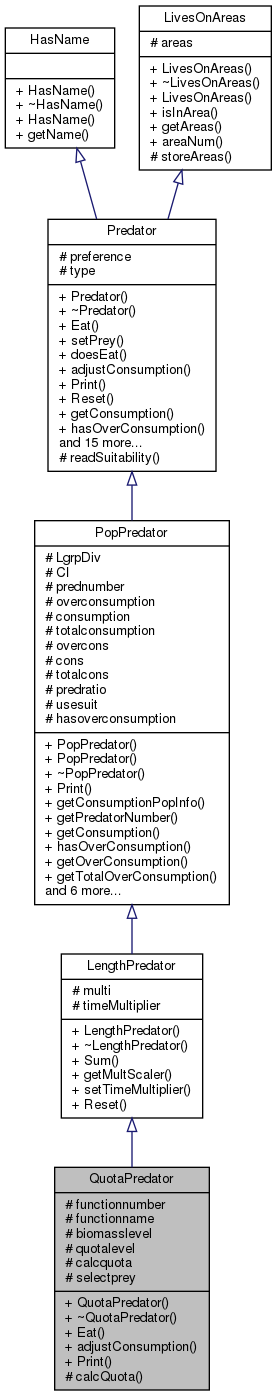 HasName
+ HasName()
+ ~HasName()
+ HasName()
+ getName()
LivesOnAreas
# areas
+ LivesOnAreas()
+ ~LivesOnAreas()
+ LivesOnAreas()
+ isInArea()
+ getAreas()
+ areaNum()
# storeAreas()
Predator
# preference
# type
+ Predator()
+ ~Predator()
+ Eat()
+ setPrey()
+ doesEat()
+ adjustConsumption()
+ Print()
+ Reset()
+ getConsumption()
+ hasOverConsumption()
and 15 more...
# readSuitability()
PopPredator
# LgrpDiv
# CI
# prednumber
# overconsumption
# consumption
# totalconsumption
# overcons
# cons
# totalcons
# predratio
# usesuit
# hasoverconsumption
+ PopPredator()
+ PopPredator()
+ ~PopPredator()
+ Print()
+ getConsumptionPopInfo()
+ getPredatorNumber()
+ getConsumption()
+ hasOverConsumption()
+ getOverConsumption()
+ getTotalOverConsumption()
and 6 more...
LengthPredator
# multi
# timeMultiplier
+ LengthPredator()
+ ~LengthPredator()
+ Sum()
+ getMultScaler()
+ setTimeMultiplier()
+ Reset()
QuotaPredator
# functionnumber
# functionname
# biomasslevel
# quotalevel
# calcquota
# selectprey
+ QuotaPredator()
+ ~QuotaPredator()
+ Eat()
+ adjustConsumption()
+ Print()
# calcQuota()